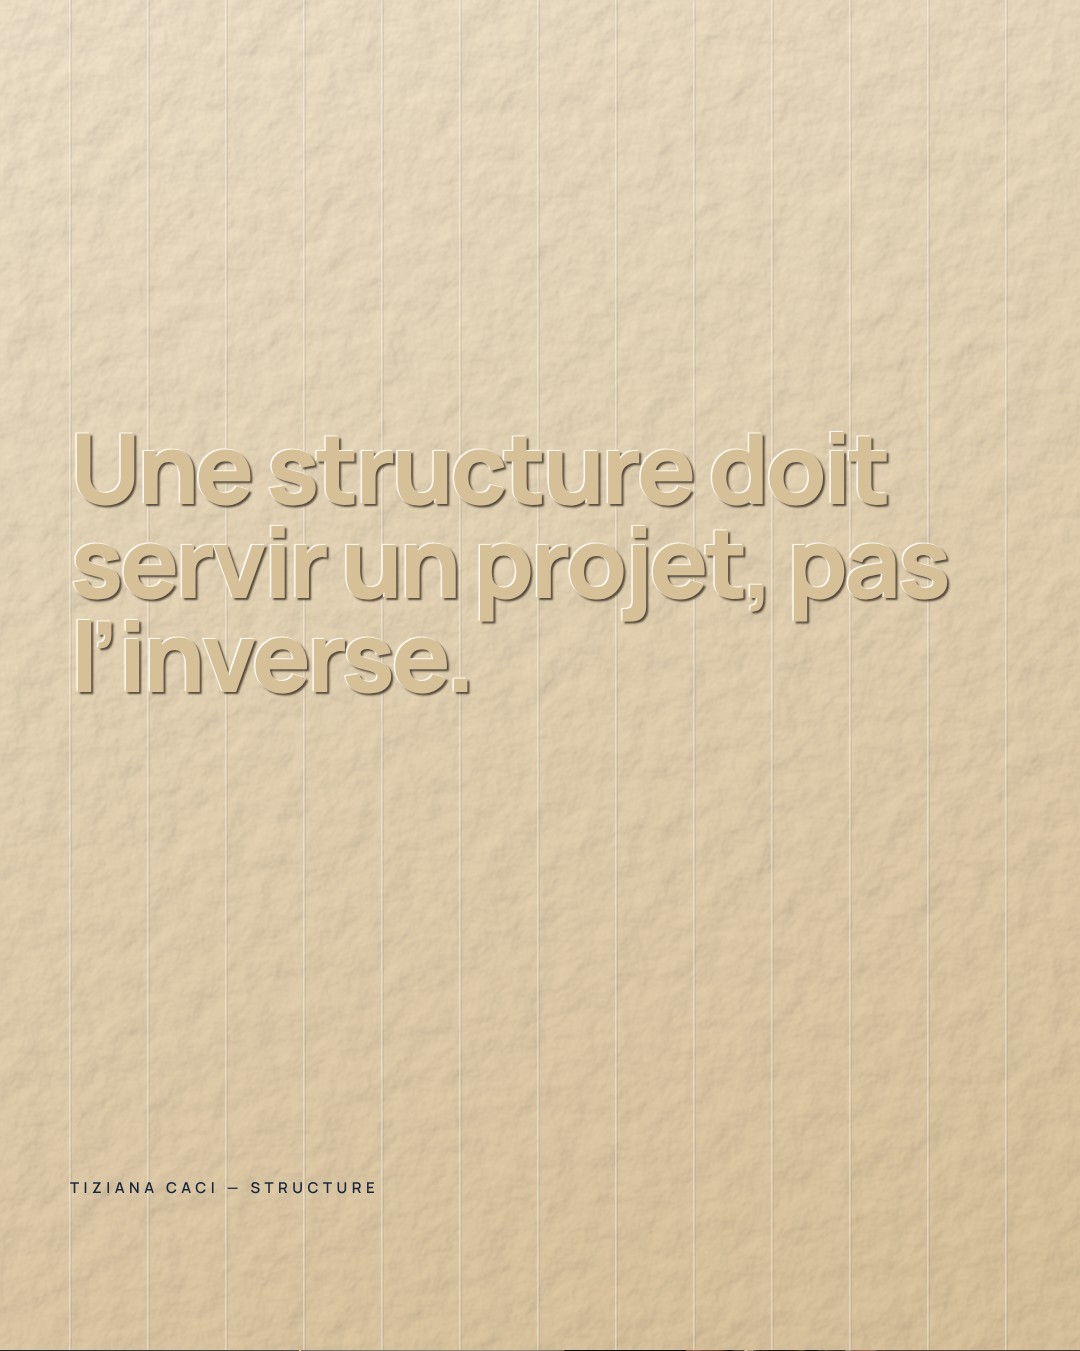 Une structure doit
servir un projet, pas
l’inverse.
TIZIANA CACI — STRUCTURE